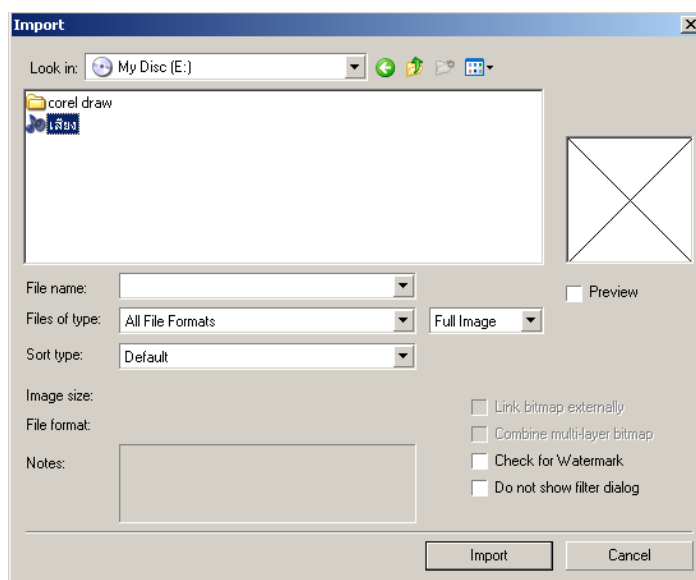 Import
Look in: My Disc (E:)
corel draw
เสียง
File name:
Preview
Files of type: All File Formats Full Image
Sort type: Default
Image size:
Link bitmap externally
File format:
Combine multi-layer bitmap
Notes:
Check for Watermark
Do not show filter dialog
Import Cancel